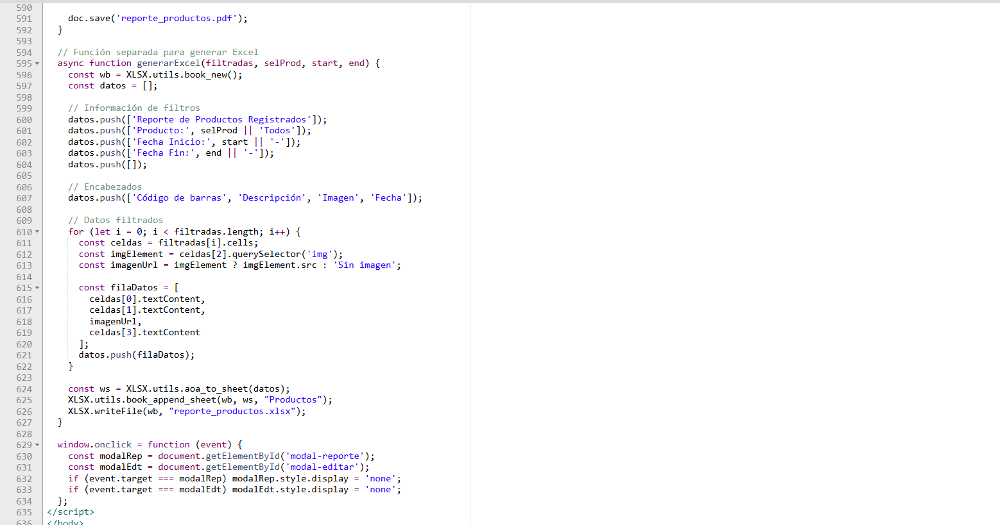 590
591 doc.save('reporte_productos.pdf');
592 }
593
594 // Función separada para generar Excel
595 async function generarExcel(filtradas, selProd, start, end) {
596 const wb = XLSX.utils.book_new();
597 const datos = [];
598
599 // Información de filtros
600 datos.push(['Reporte de Productos Registrados']);
601 datos.push(['Producto:', selProd || 'Todos']);
602 datos.push(['Fecha Inicio:', start || '-']);
603 datos.push(['Fecha Fin:', end || '-']);
604 datos.push([]);
605
606 // Encabezados
607 datos.push(['Código de barras', 'Descripción', 'Imagen', 'Fecha']);
608
609 // Datos filtrados
610 for (let i = 0; i < filtradas.length; i++) {
611 const celdas = filtradas[i].cells;
612 const imgElement = celdas[2].querySelector('img');
613 const imagenUrl = imgElement ? imgElement.src : 'Sin imagen';
614
615 const filaDatos = [
616 celdas[0].textContent,
617 celdas[1].textContent,
618 imagenUrl,
619 celdas[3].textContent
620 ];
621 datos.push(filaDatos);
622 }
623
624 const ws = XLSX.utils.aoa_to_sheet(datos);
625 XLSX.utils.book_append_sheet(wb, ws, "Productos");
626 XLSX.writeFile(wb, "reporte_productos.xlsx");
627 }
628
629 window.onclick = function (event) {
630 const modalRep = document.getElementById('modal-reporte');
631 const modalEdt = document.getElementById('modal-editar');
632 if (event.target === modalRep) modalRep.style.display = 'none';
633 if (event.target === modalEdt) modalEdt.style.display = 'none';
634 };
635 </script>
636 </body>